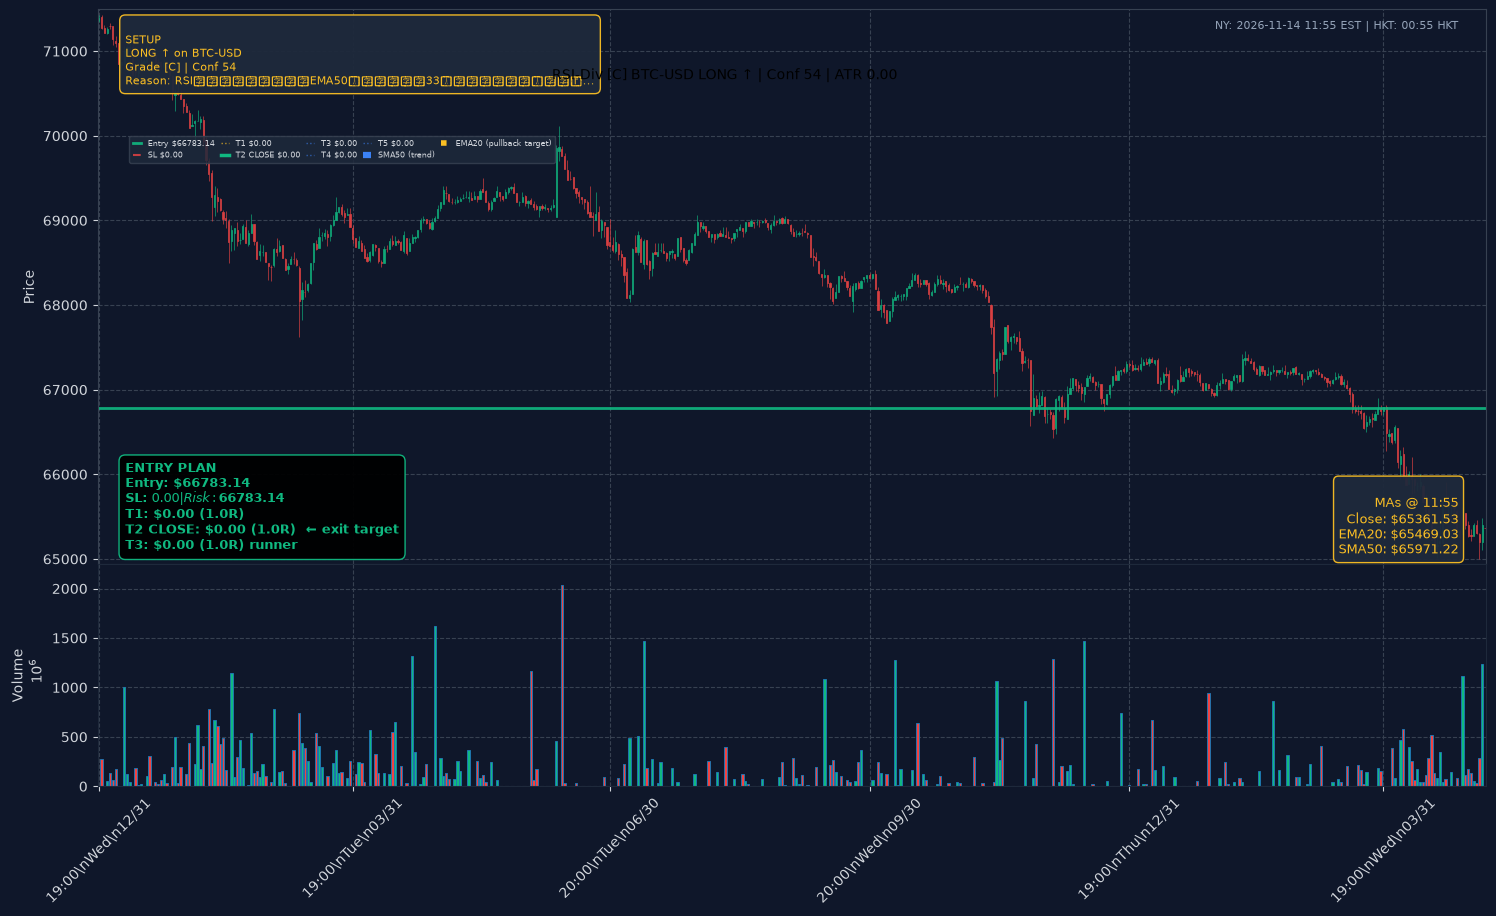 NY: 2026-11-14 11:55 EST | HKT: 00:55 HKT
SETUP
LONG ↑ on BTC-USD
Grade [C] | Conf 54
Reason: RSI EMA50 33 ...
RSI Div [C] BTC-USD LONG ↑ | Conf 54 | ATR 0.00
Entry $66783.14
SL $0.00
T1 $0.00
T2 CLOSE $0.00
T3 $0.00
T4 $0.00
T5 $0.00
SMA50 (trend)
EMA20 (pullback target)
Price
71000
70000
69000
68000
67000
66000
65000
ENTRY PLAN
Entry: $66783.14
SL: 0.00|Risk:66783.14
T1: $0.00 (1.0R)
T2 CLOSE: $0.00 (1.0R) ← exit target
T3: $0.00 (1.0R) runner
MAs @ 11:55
Close: $65361.53
EMA20: $65469.03
SMA50: $65971.22
Volume
10⁶
2000
1500
1000
500
0
19:00\nWed\n12/31
19:00\nTue\n03/31
20:00\nTue\n06/30
20:00\nWed\n09/30
19:00\nThu\n12/31
19:00\nWed\n03/31